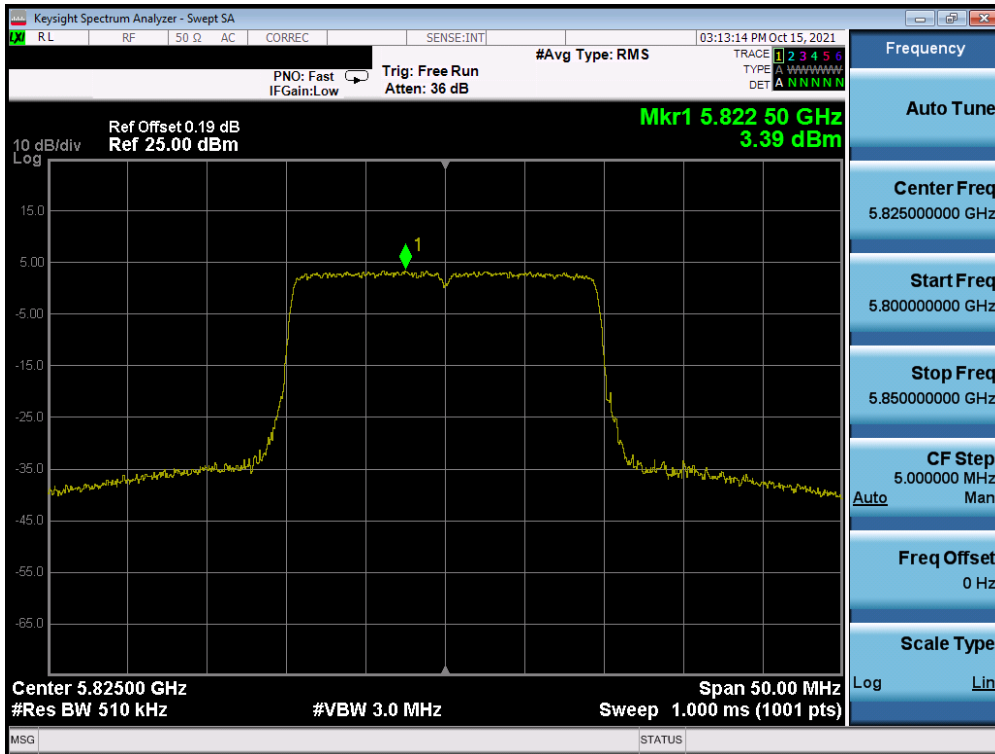 Keysight Spectrum Analyzer - Swept SA
LXI RL RF 50 Ω AC CORREC SENSE:INT 03:13:14 PM Oct 15, 2021
#Avg Type: RMS
TRACE 1 2 3 4 5 6
TYPE A WWWWW
DET A N N N N N
PNO: Fast
IFGain:Low
Trig: Free Run
Atten: 36 dB
Mkr1 5.822 50 GHz
3.39 dBm
Ref Offset 0.19 dB
10 dB/div Ref 25.00 dBm
Log
15.0
5.00
-5.00
-15.0
-25.0
-35.0
-45.0
-55.0
-65.0
1
Center 5.82500 GHz Span 50.00 MHz
#Res BW 510 kHz #VBW 3.0 MHz Sweep 1.000 ms (1001 pts)
MSG STATUS
Frequency
Auto Tune
Center Freq
5.825000000 GHz
Start Freq
5.800000000 GHz
Stop Freq
5.850000000 GHz
CF Step
5.000000 MHz
Auto Man
Freq Offset
0 Hz
Scale Type
Log Lin